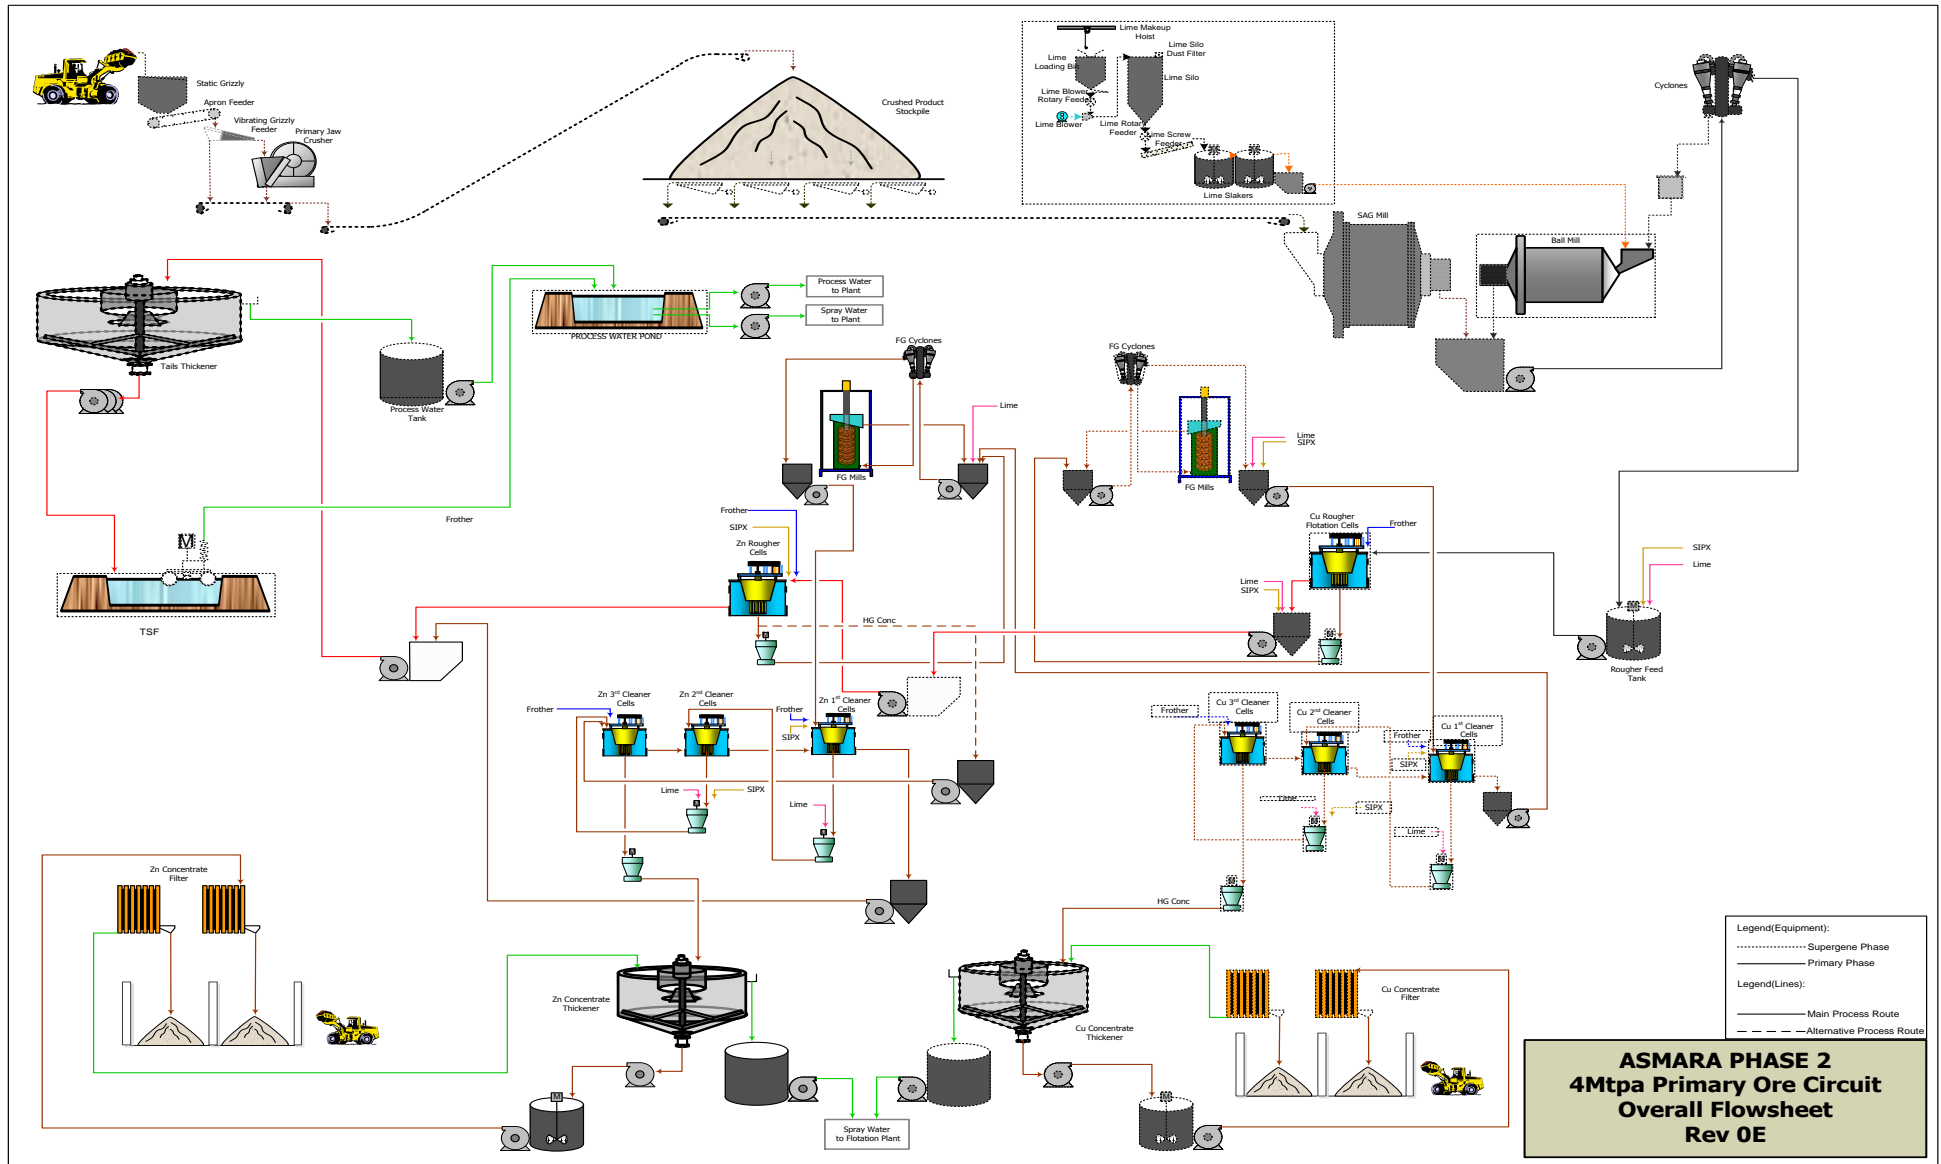 Static Grizzly
Apron Feeder
Vibrating Grizzly
Feeder
Primary Jaw
Crusher
Crushed Product
Stockpile
Lime Makeup
Hoist
Lime
Loading Bin
Lime Silo
Dust Filter
Lime Silo
Lime Blower
Rotary Feeder
Lime Blower
Lime Rotary
Feeder
Lime Screw
Feeder
Lime Slakers
Cyclones
SAG Mill
Ball Mill
Tails Thickener
Process Water
Tank
PROCESS WATER POND
Process Water
to Plant
Spray Water
to Plant
FG Cyclones
FG Mills
Lime
FG Cyclones
FG Mills
Lime
SIPX
Frother
M
TSF
Frother
SIPX
Zn Rougher
Cells
HG Conc
Cu Rougher
Flotation Cells
Frother
Lime
SIPX
SIPX
Lime
M
Rougher Feed
Tank
Zn 3rd Cleaner
Cells
Zn 2nd Cleaner
Cells
Zn 1st Cleaner
Cells
Frother
Frother
SIPX
Lime
SIPX
Lime
Cu 3rd Cleaner
Cells
Cu 2nd Cleaner
Cells
Cu 1st Cleaner
Cells
Frother
Frother
SIPX
Lime
SIPX
Lime
HG Conc
Zn Concentrate
Filter
Zn Concentrate
Thickener
Cu Concentrate
Thickener
Cu Concentrate
Filter
M
M
Spray Water
to Flotation Plant
Legend(Equipment):
Supergene Phase
Primary Phase
Legend(Lines):
Main Process Route
Alternative Process Route
ASMARA PHASE 2
4Mtpa Primary Ore Circuit
Overall Flowsheet
Rev 0E